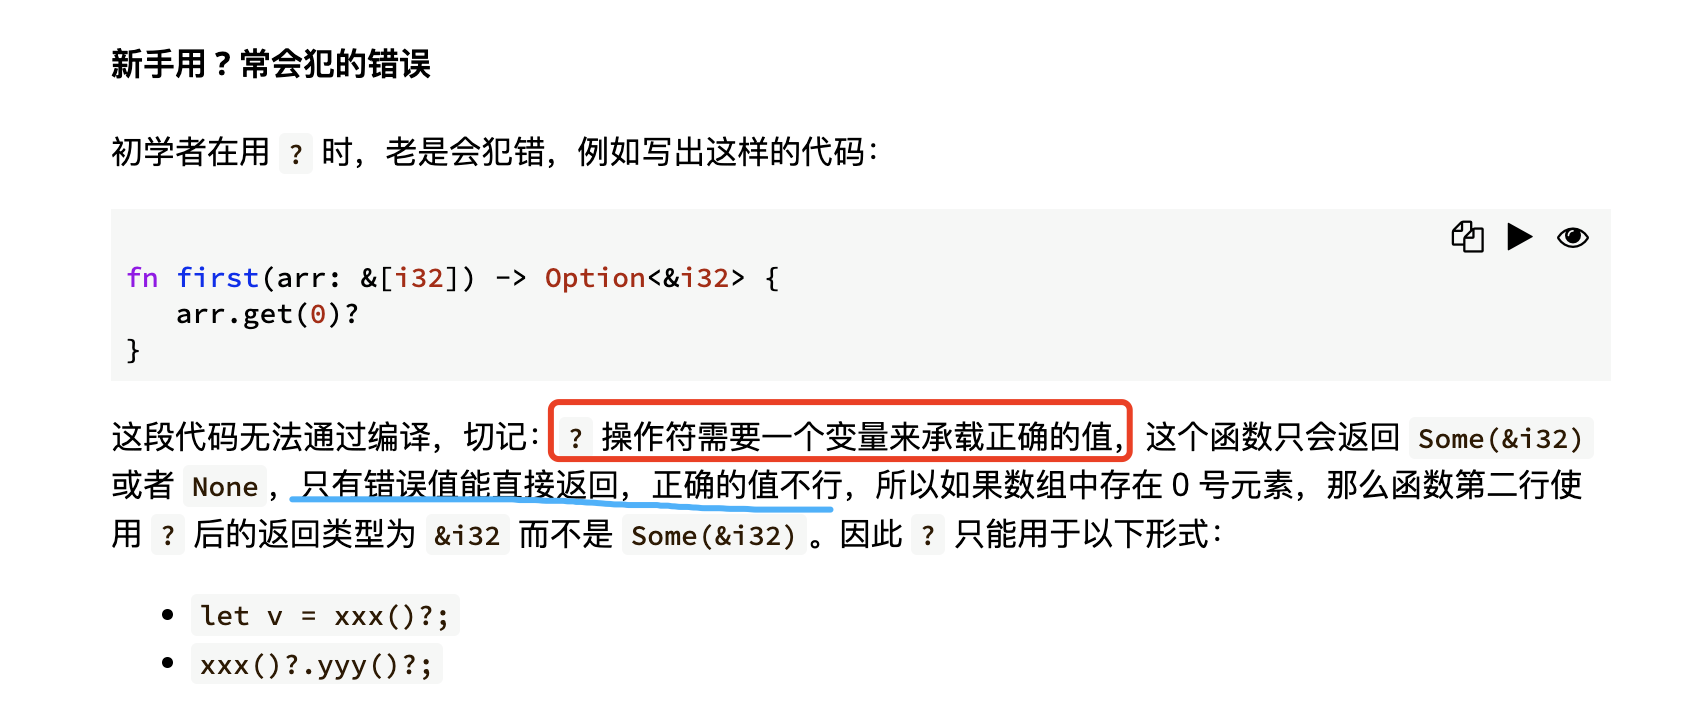 新手用 ? 常会犯的错误
初学者在用 ? 时，老是会犯错，例如写出这样的代码：
fn first(arr: &[i32]) -> Option<&i32> {
   arr.get(0)?
}
这段代码无法通过编译，切记：? 操作符需要一个变量来承载正确的值，这个函数只会返回 Some(&i32)
或者 None，只有错误值能直接返回，正确的值不行，所以如果数组中存在 0 号元素，那么函数第二行使
用 ? 后的返回类型为 &i32 而不是 Some(&i32)。因此 ? 只能用于以下形式：
• let v = xxx()?;
• xxx()?.yyy()?;